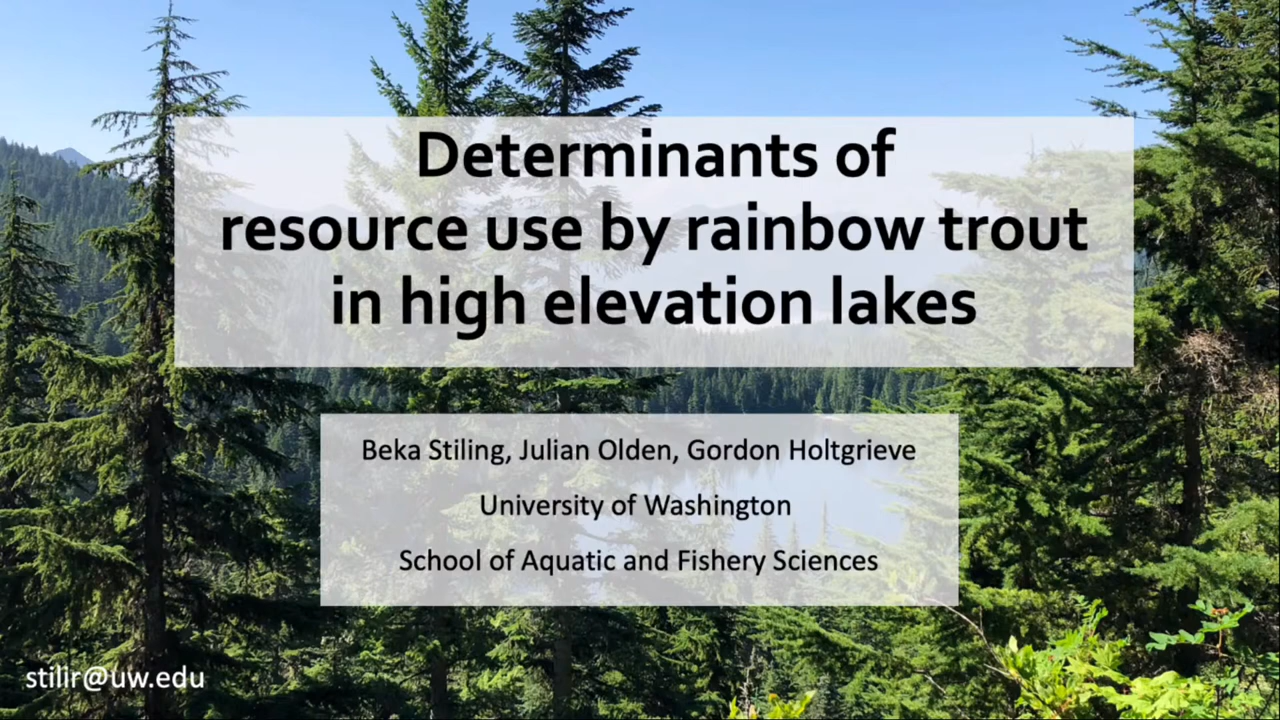 Determinants of
resource use by rainbow trout
in high elevation lakes
Beka Stiling, Julian Olden, Gordon Holtgrieve
University of Washington
School of Aquatic and Fishery Sciences
stilir@uw.edu